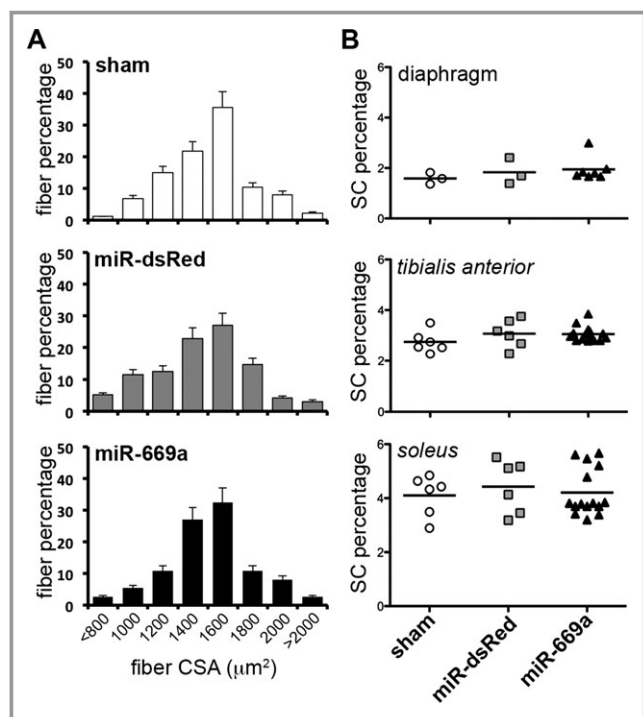 A
sham
fiber percentage
50
40
30
20
10
0
miR-dsRed
fiber percentage
50
40
30
20
10
0
miR-669a
fiber percentage
50
40
30
20
10
0
<800
1000
1200
1400
1600
1800
2000
>2000
fiber CSA (μm²)
B
diaphragm
SC percentage
6
4
2
0
tibialis anterior
SC percentage
6
4
2
0
soleus
SC percentage
6
4
2
0
sham
miR-dsRed
miR-669a